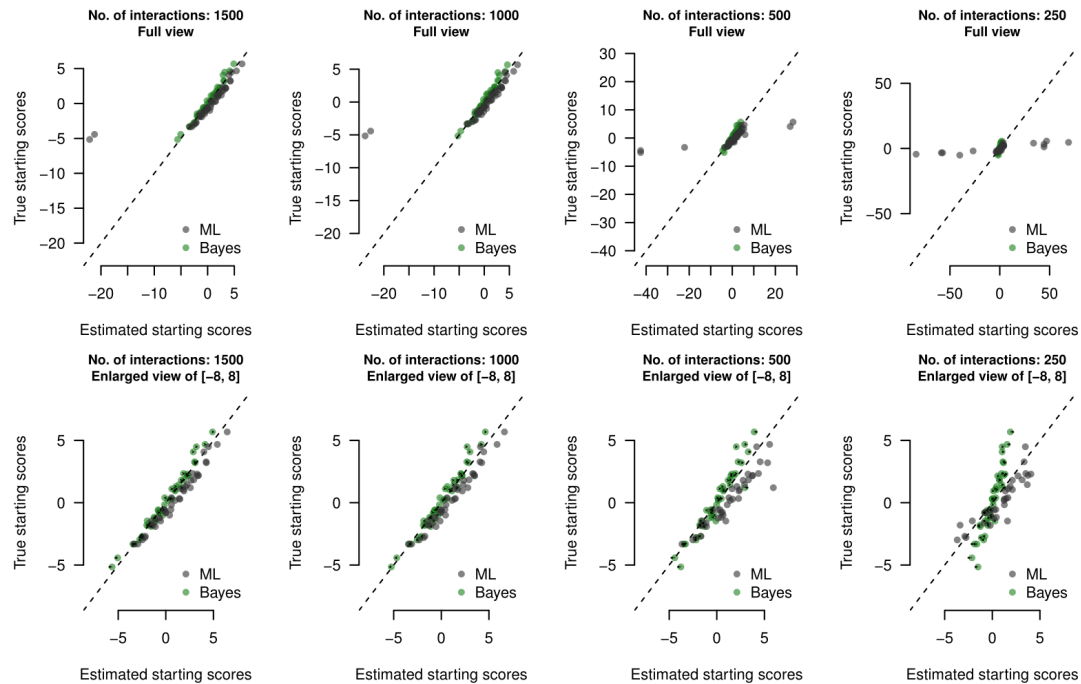 No. of interactions: 1500
Full view
True starting scores
5
0
−5
−10
−15
−20
ML
Bayes
−20
−10
0
5
Estimated starting scores
No. of interactions: 1000
Full view
True starting scores
5
0
−5
−10
−15
−20
ML
Bayes
−20
−10
0
5
Estimated starting scores
No. of interactions: 500
Full view
True starting scores
30
20
10
0
−10
−20
−30
−40
ML
Bayes
−40
−20
0
20
Estimated starting scores
No. of interactions: 250
Full view
True starting scores
50
0
−50
ML
Bayes
−50
0
50
Estimated starting scores
No. of interactions: 1500
Enlarged view of [−8, 8]
True starting scores
5
0
−5
ML
Bayes
−5
0
5
Estimated starting scores
No. of interactions: 1000
Enlarged view of [−8, 8]
True starting scores
5
0
−5
ML
Bayes
−5
0
5
Estimated starting scores
No. of interactions: 500
Enlarged view of [−8, 8]
True starting scores
5
0
−5
ML
Bayes
−5
0
5
Estimated starting scores
No. of interactions: 250
Enlarged view of [−8, 8]
True starting scores
5
0
−5
ML
Bayes
−5
0
5
Estimated starting scores